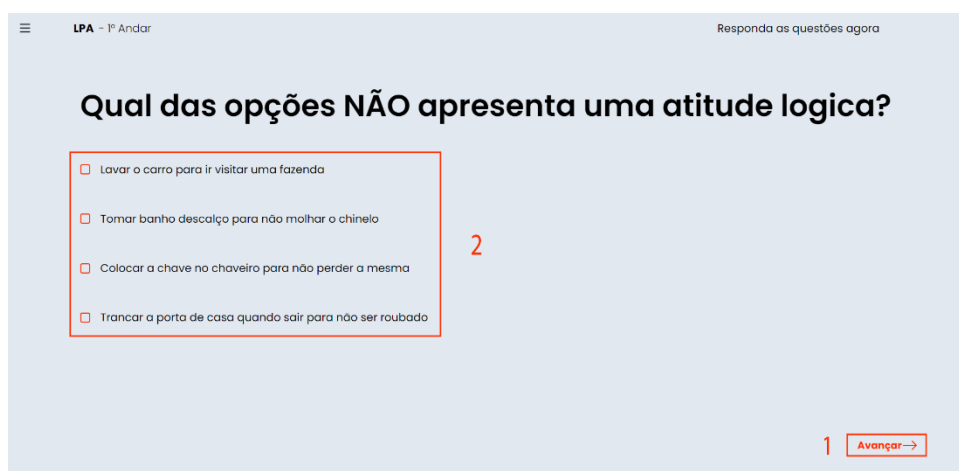 LPA - 1º Andar
Responda as questões agora
Qual das opções NÃO apresenta uma atitude logica?
Lavar o carro para ir visitar uma fazenda
Tomar banho descalço para não molhar o chinelo
2
Colocar a chave no chaveiro para não perder a mesma
Trancar a porta de casa quando sair para não ser roubado
1
Avançar→